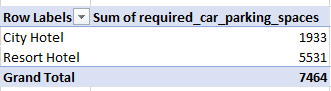 Row Labels Sum of required_car_parking_spaces
City Hotel 1933
Resort Hotel 5531
Grand Total 7464